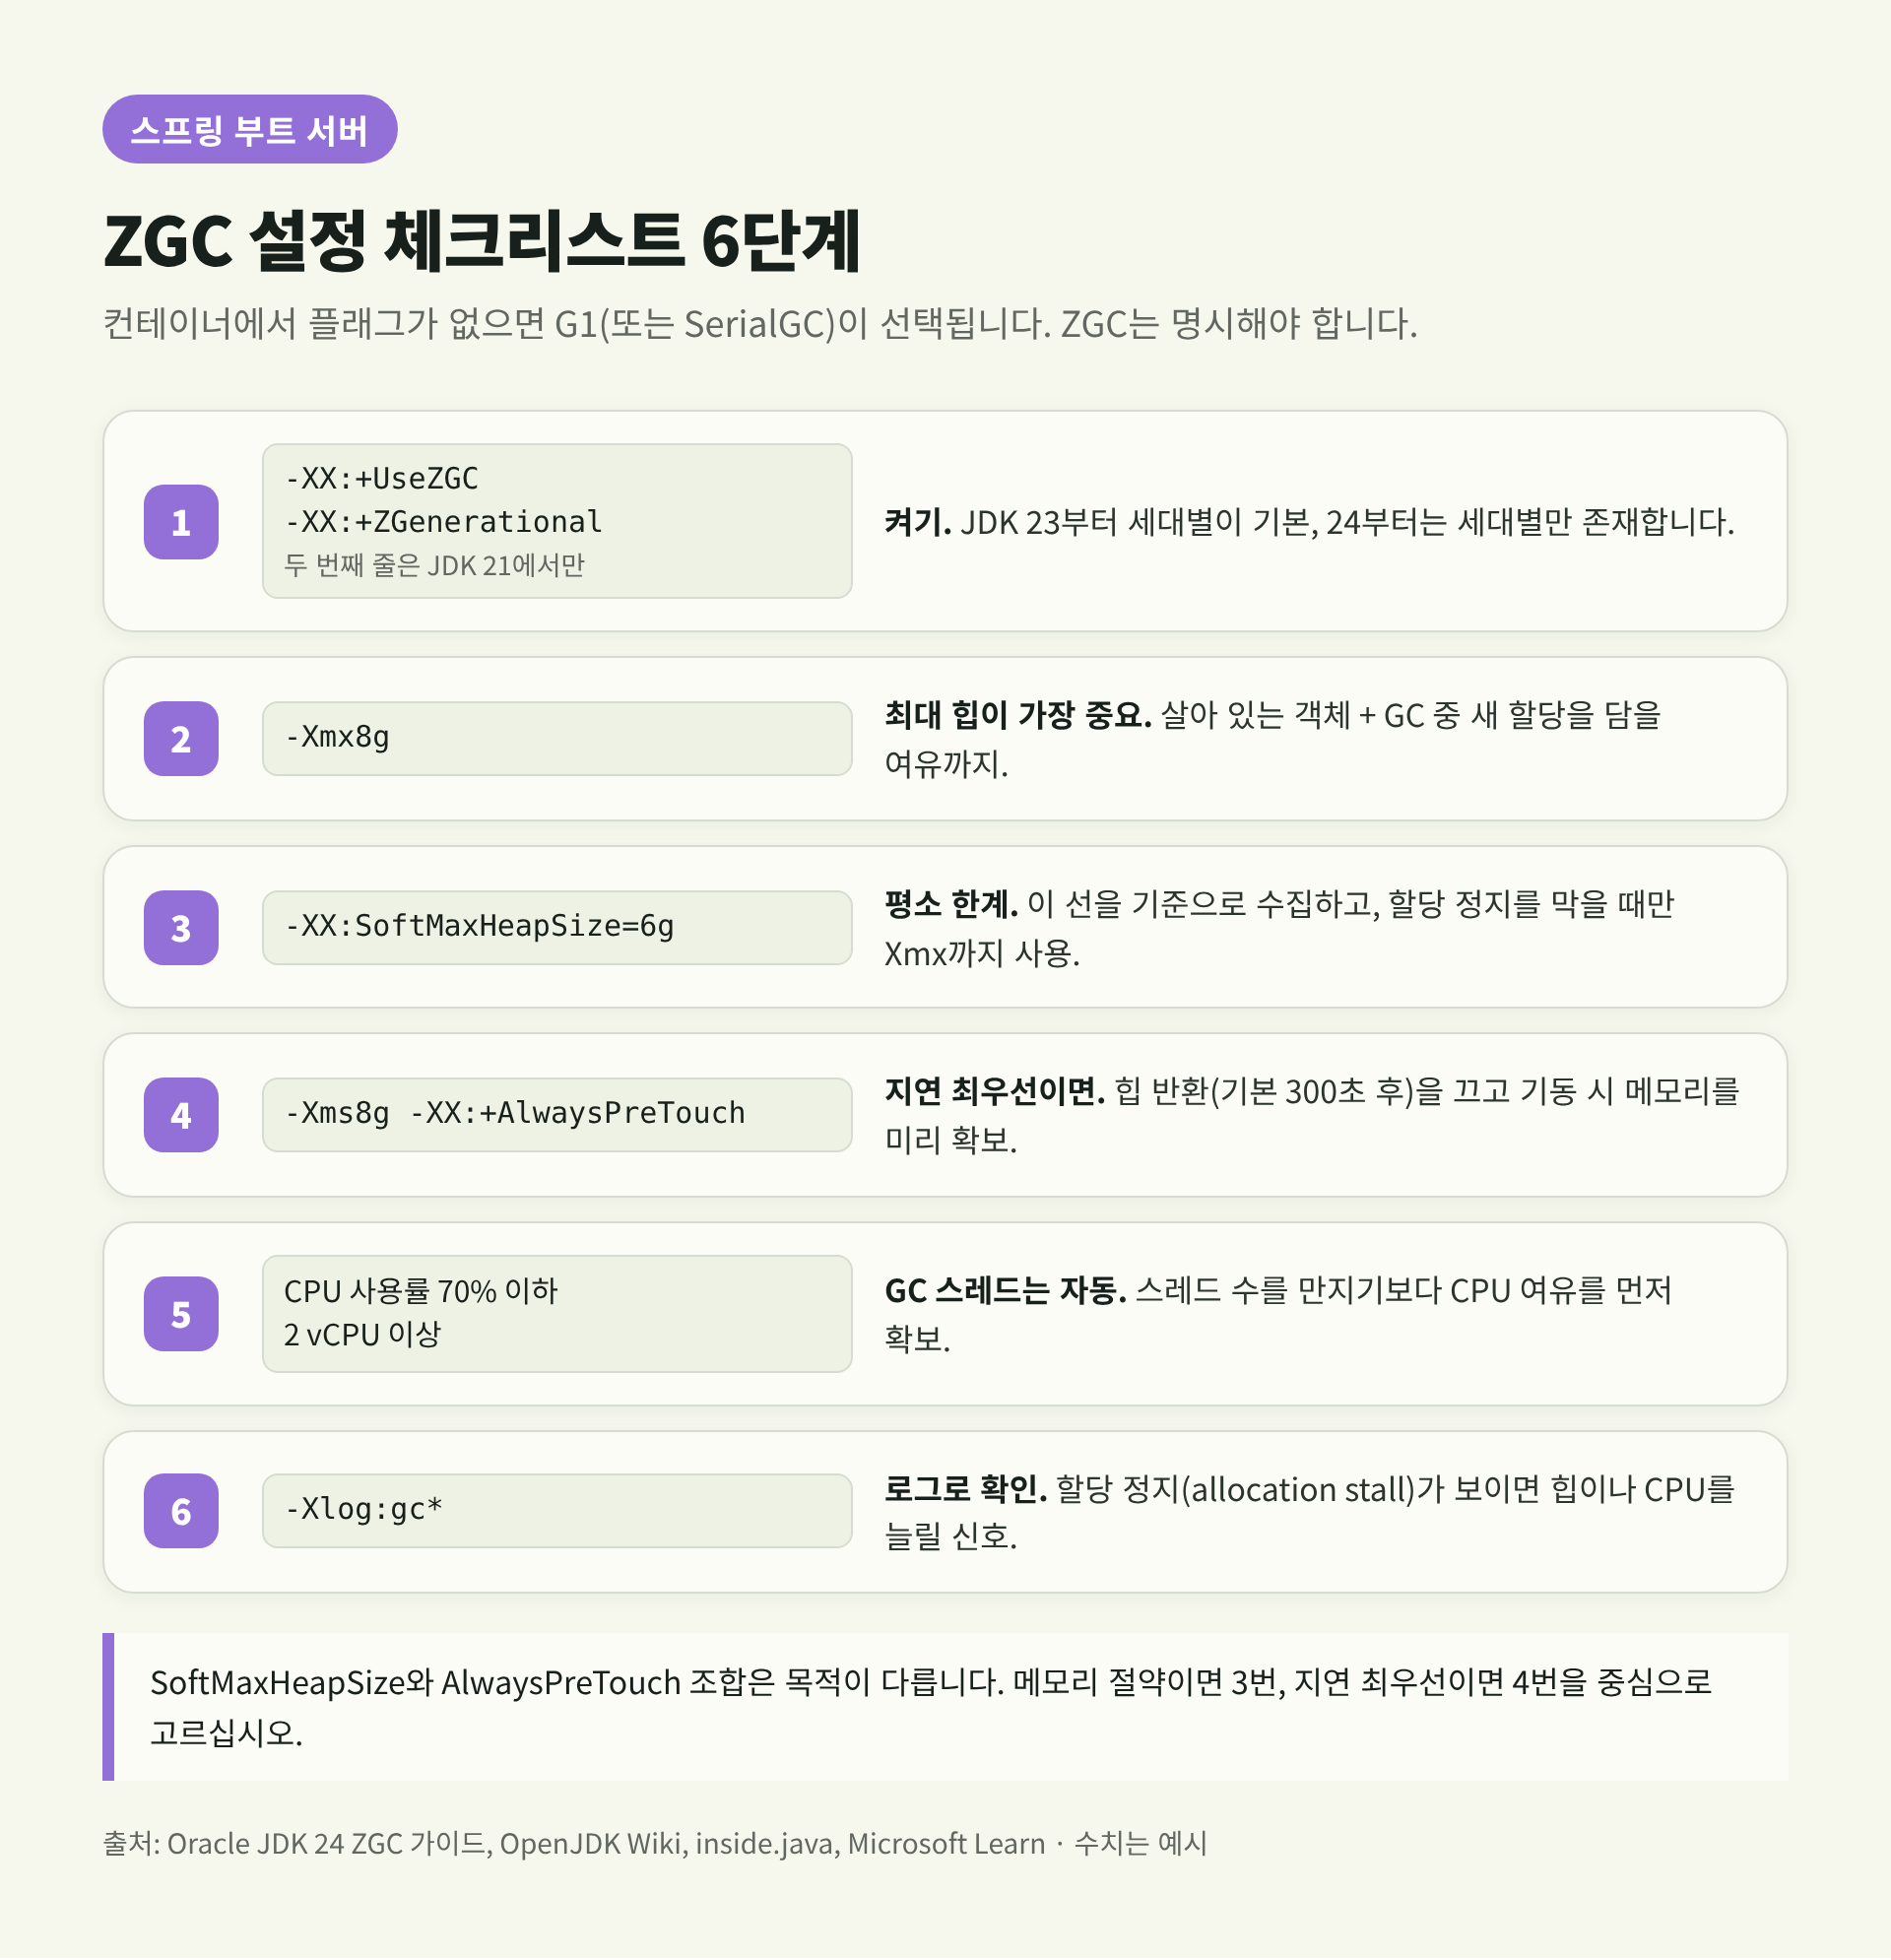 스프링 부트 서버
ZGC 설정 체크리스트 6단계
컨테이너에서 플래그가 없으면 G1(또는 SerialGC)이 선택됩니다. ZGC는 명시해야 합니다.
1
-XX:+UseZGC
-XX:+ZGenerational
두 번째 줄은 JDK 21에서만
켜기. JDK 23부터 세대별이 기본, 24부터는 세대별만 존재합니다.
2
-Xmx8g
최대 힙이 가장 중요. 살아 있는 객체 + GC 중 새 할당을 담을
여유까지.
3
-XX:SoftMaxHeapSize=6g
평소 한계. 이 선을 기준으로 수집하고, 할당 정지를 막을 때만
Xmx까지 사용.
4
-Xms8g -XX:+AlwaysPreTouch
지연 최우선이면. 힙 반환(기본 300초 후)을 끄고 기동 시 메모리를
미리 확보.
5
CPU 사용률 70% 이하
2 vCPU 이상
GC 스레드는 자동. 스레드 수를 만지기보다 CPU 여유를 먼저
확보.
6
-Xlog:gc*
로그로 확인. 할당 정지(allocation stall)가 보이면 힙이나 CPU를
늘릴 신호.
SoftMaxHeapSize와 AlwaysPreTouch 조합은 목적이 다릅니다. 메모리 절약이면 3번, 지연 최우선이면 4번을 중심으로
고르십시오.
출처: Oracle JDK 24 ZGC 가이드, OpenJDK Wiki, inside.java, Microsoft Learn · 수치는 예시